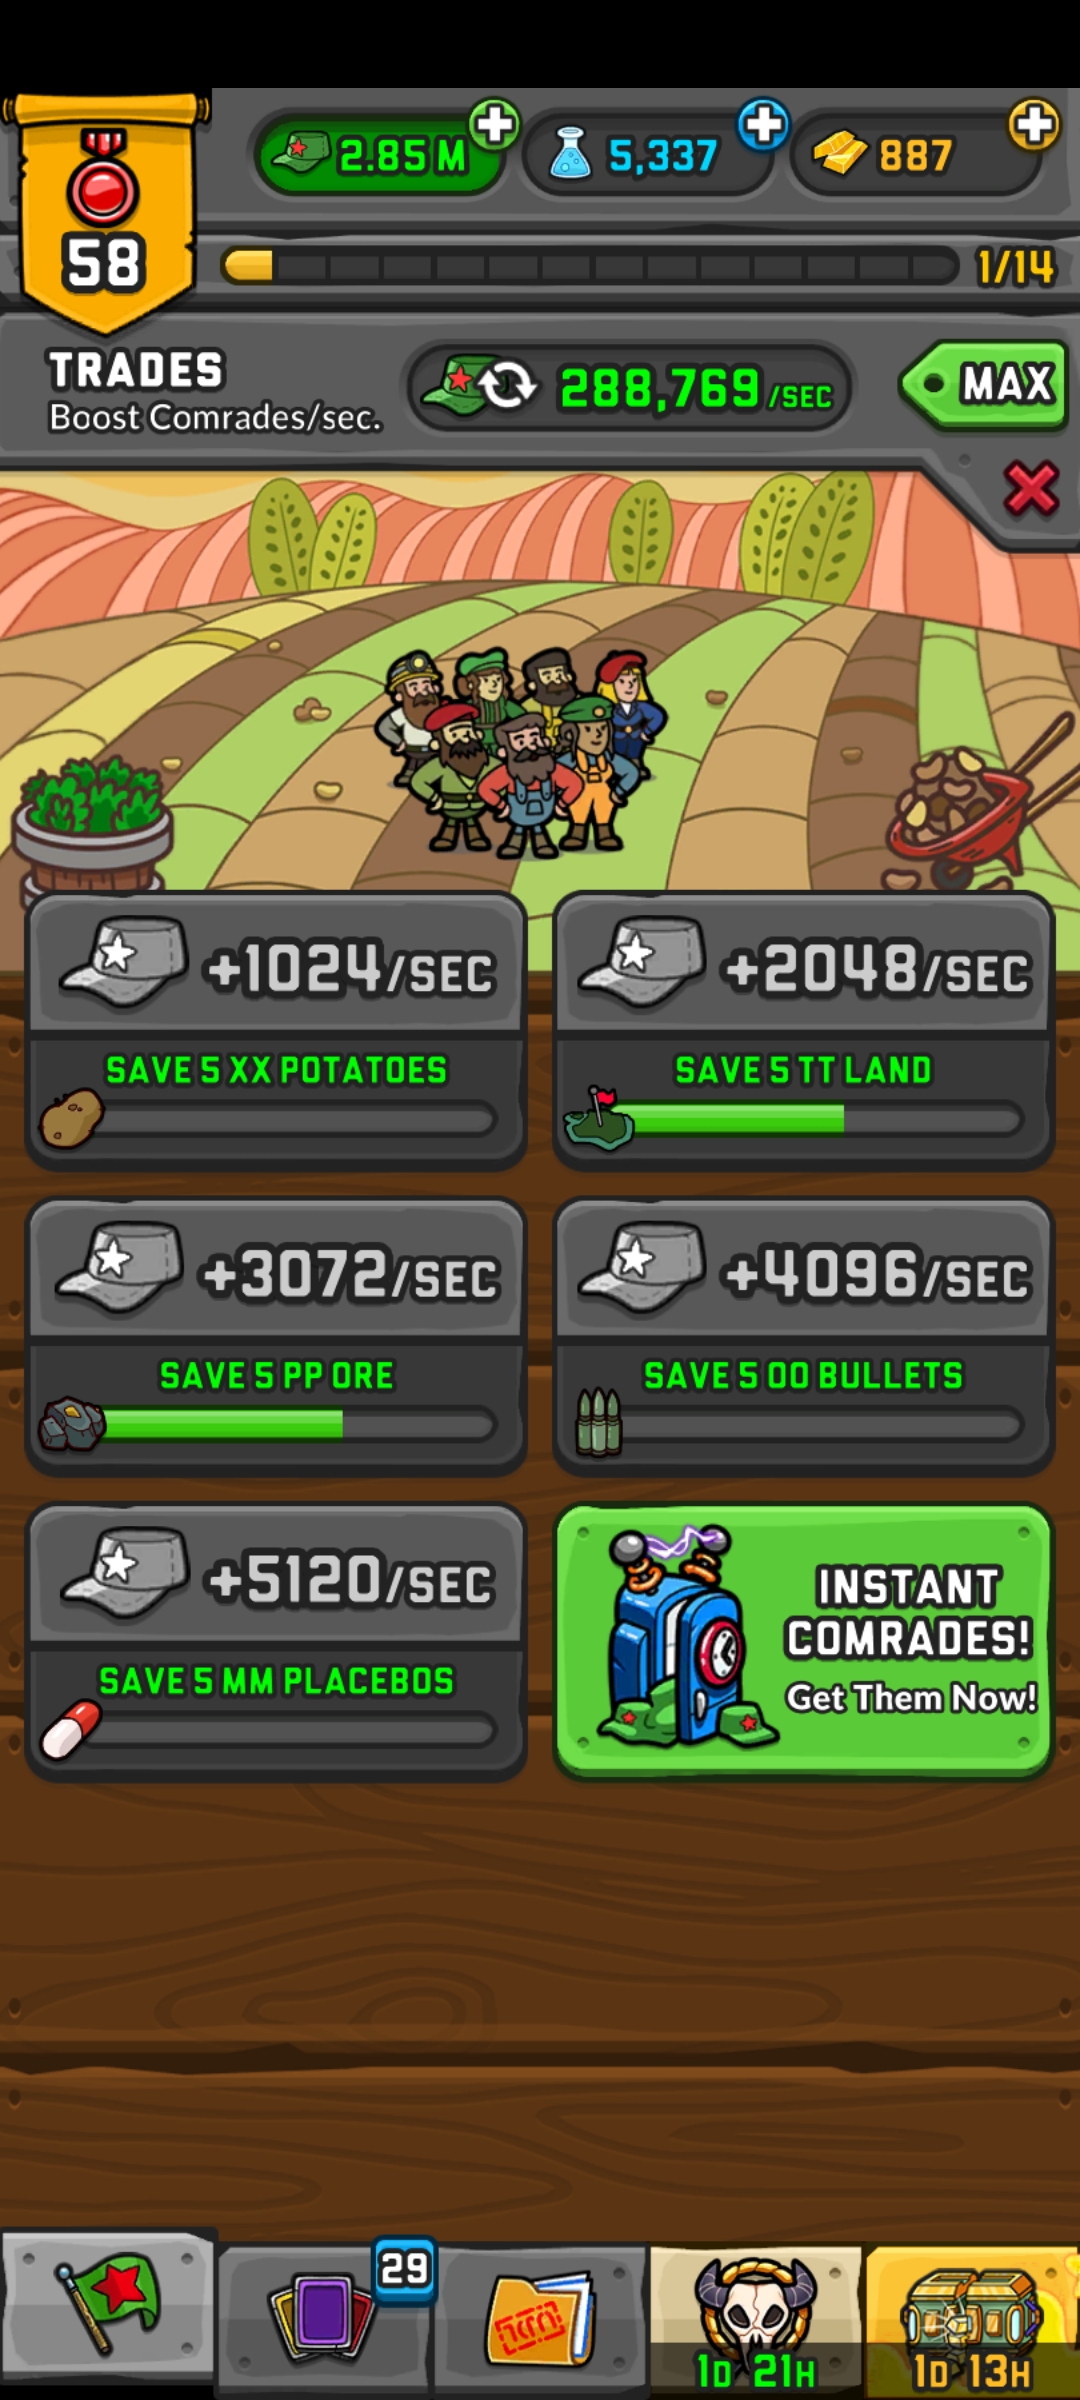 2.85 M
5,337
887
58
1/14
TRADES
Boost Comrades/sec.
288,769/SEC
MAX
+1024/SEC
+2048/SEC
SAVE 5 XX POTATOES
SAVE 5 TT LAND
+3072/SEC
+4096/SEC
SAVE 5 PP ORE
SAVE 5 OO BULLETS
+5120/SEC
SAVE 5 MM PLACEBOS
INSTANT
COMRADES!
Get Them Now!
29
1D 21H
1D 13H